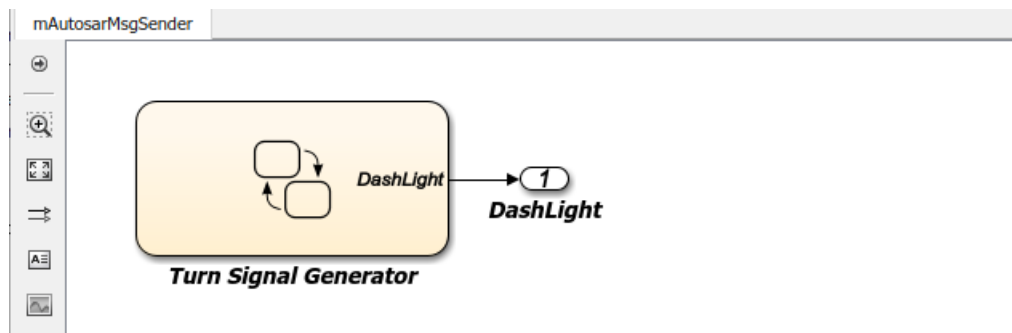 mAutosarMsgSender
DashLight
1
DashLight
Turn Signal Generator
A